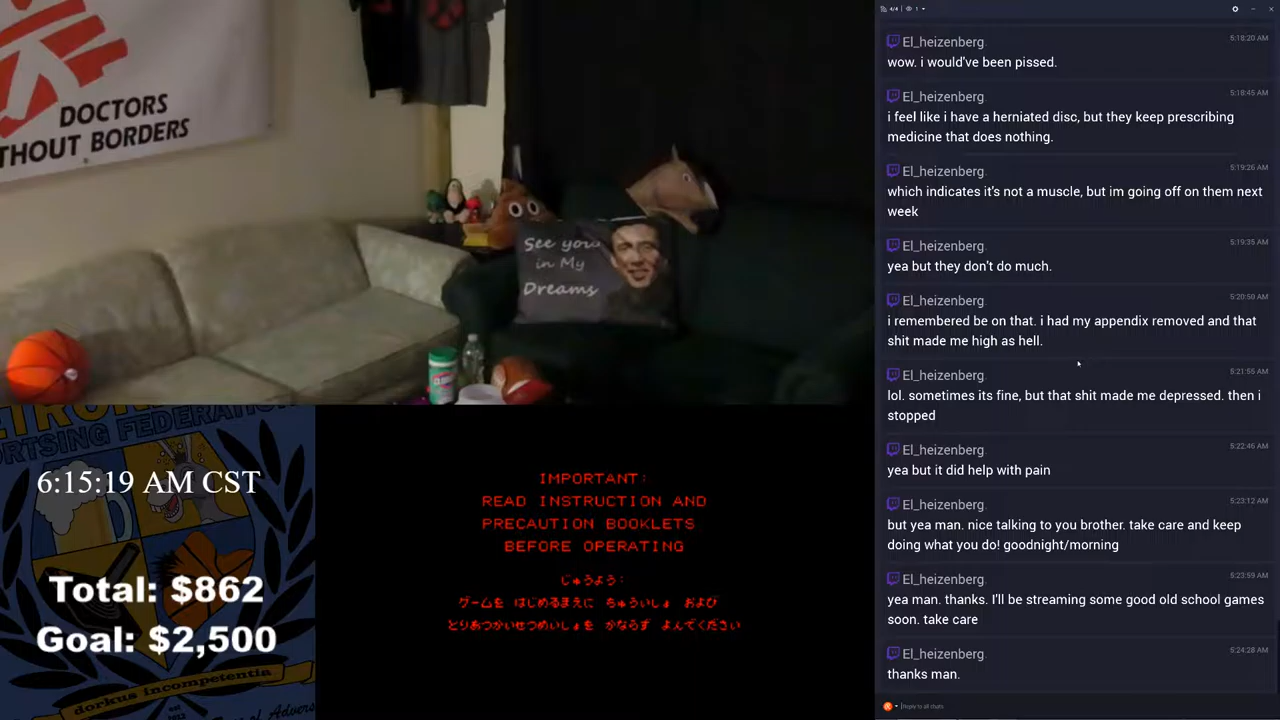 DOCTORS
THOUT BORDERS
See you
in My
Dreams
6:15:19 AM CST
Total: $862
Goal: $2,500
dorkus incompetentia
IMPORTANT:
READ INSTRUCTION AND
PRECAUTION BOOKLETS
BEFORE OPERATING
じゅうよう:
ゲームを はじめるまえに ちゅういしょ および
とりあつかいせつめいしょを かならず よんでください
4/4
1
El_heizenberg
5:18:20 AM
wow. i would've been pissed.
El_heizenberg
5:18:45 AM
i feel like i have a herniated disc, but they keep prescribing
medicine that does nothing.
El_heizenberg
5:19:26 AM
which indicates it's not a muscle, but im going off on them next
week
El_heizenberg
5:19:35 AM
yea but they don't do much.
El_heizenberg
5:20:50 AM
i remembered be on that. i had my appendix removed and that
shit made me high as hell.
El_heizenberg
5:21:55 AM
lol. sometimes its fine, but that shit made me depressed. then i
stopped
El_heizenberg
5:22:46 AM
yea but it did help with pain
El_heizenberg
5:23:12 AM
but yea man. nice talking to you brother. take care and keep
doing what you do! goodnight/morning
El_heizenberg
5:23:59 AM
yea man. thanks. I'll be streaming some good old school games
soon. take care
El_heizenberg
5:24:28 AM
thanks man.
Reply to all chats